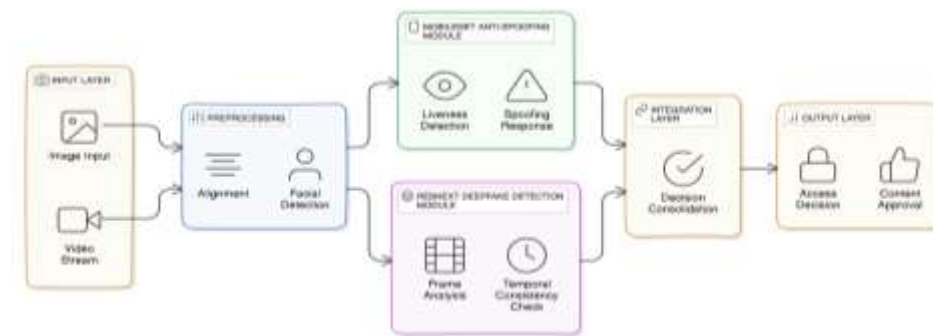 INPUT LAYER
Image Input
Video
Stream
PREPROCESSING
Alignment
Facial
Detection
ANTI-SPOOFING
MODULE
Liveness
Detection
Spoofing
Response
DEEPFAKE DETECTION
MODULE
Frame
Analysis
Temporal
Consistency
Check
INTEGRATION
LAYER
Decision
Consolidation
OUTPUT LAYER
Access
Decision
Content
Approval